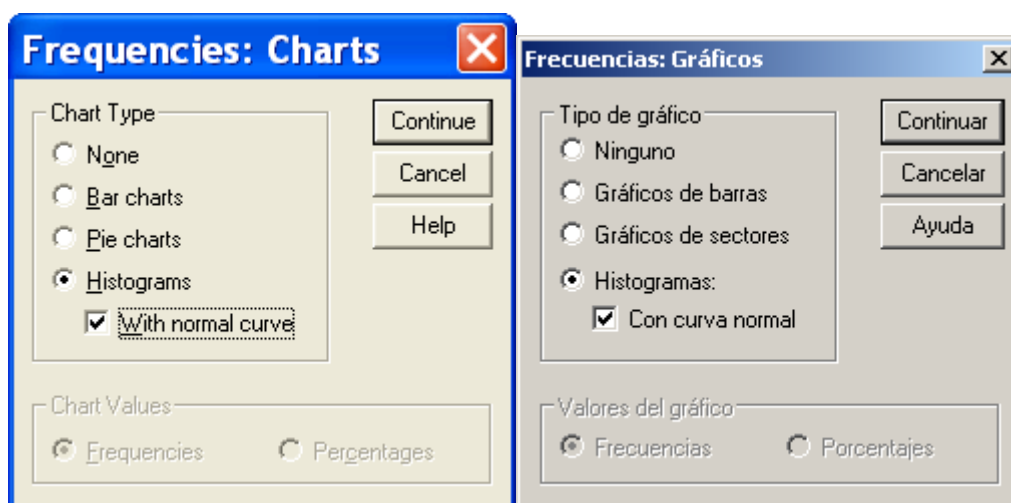 Frequencies: Charts
Chart Type
None
Bar charts
Pie charts
Histograms
With normal curve
Continue
Cancel
Help
Chart Values
Frequencies
Percentages
Frecuencias: Gráficos
Tipo de gráfico
Ninguno
Gráficos de barras
Gráficos de sectores
Histogramas:
Con curva normal
Continuar
Cancelar
Ayuda
Valores del gráfico
Frecuencias
Porcentajes